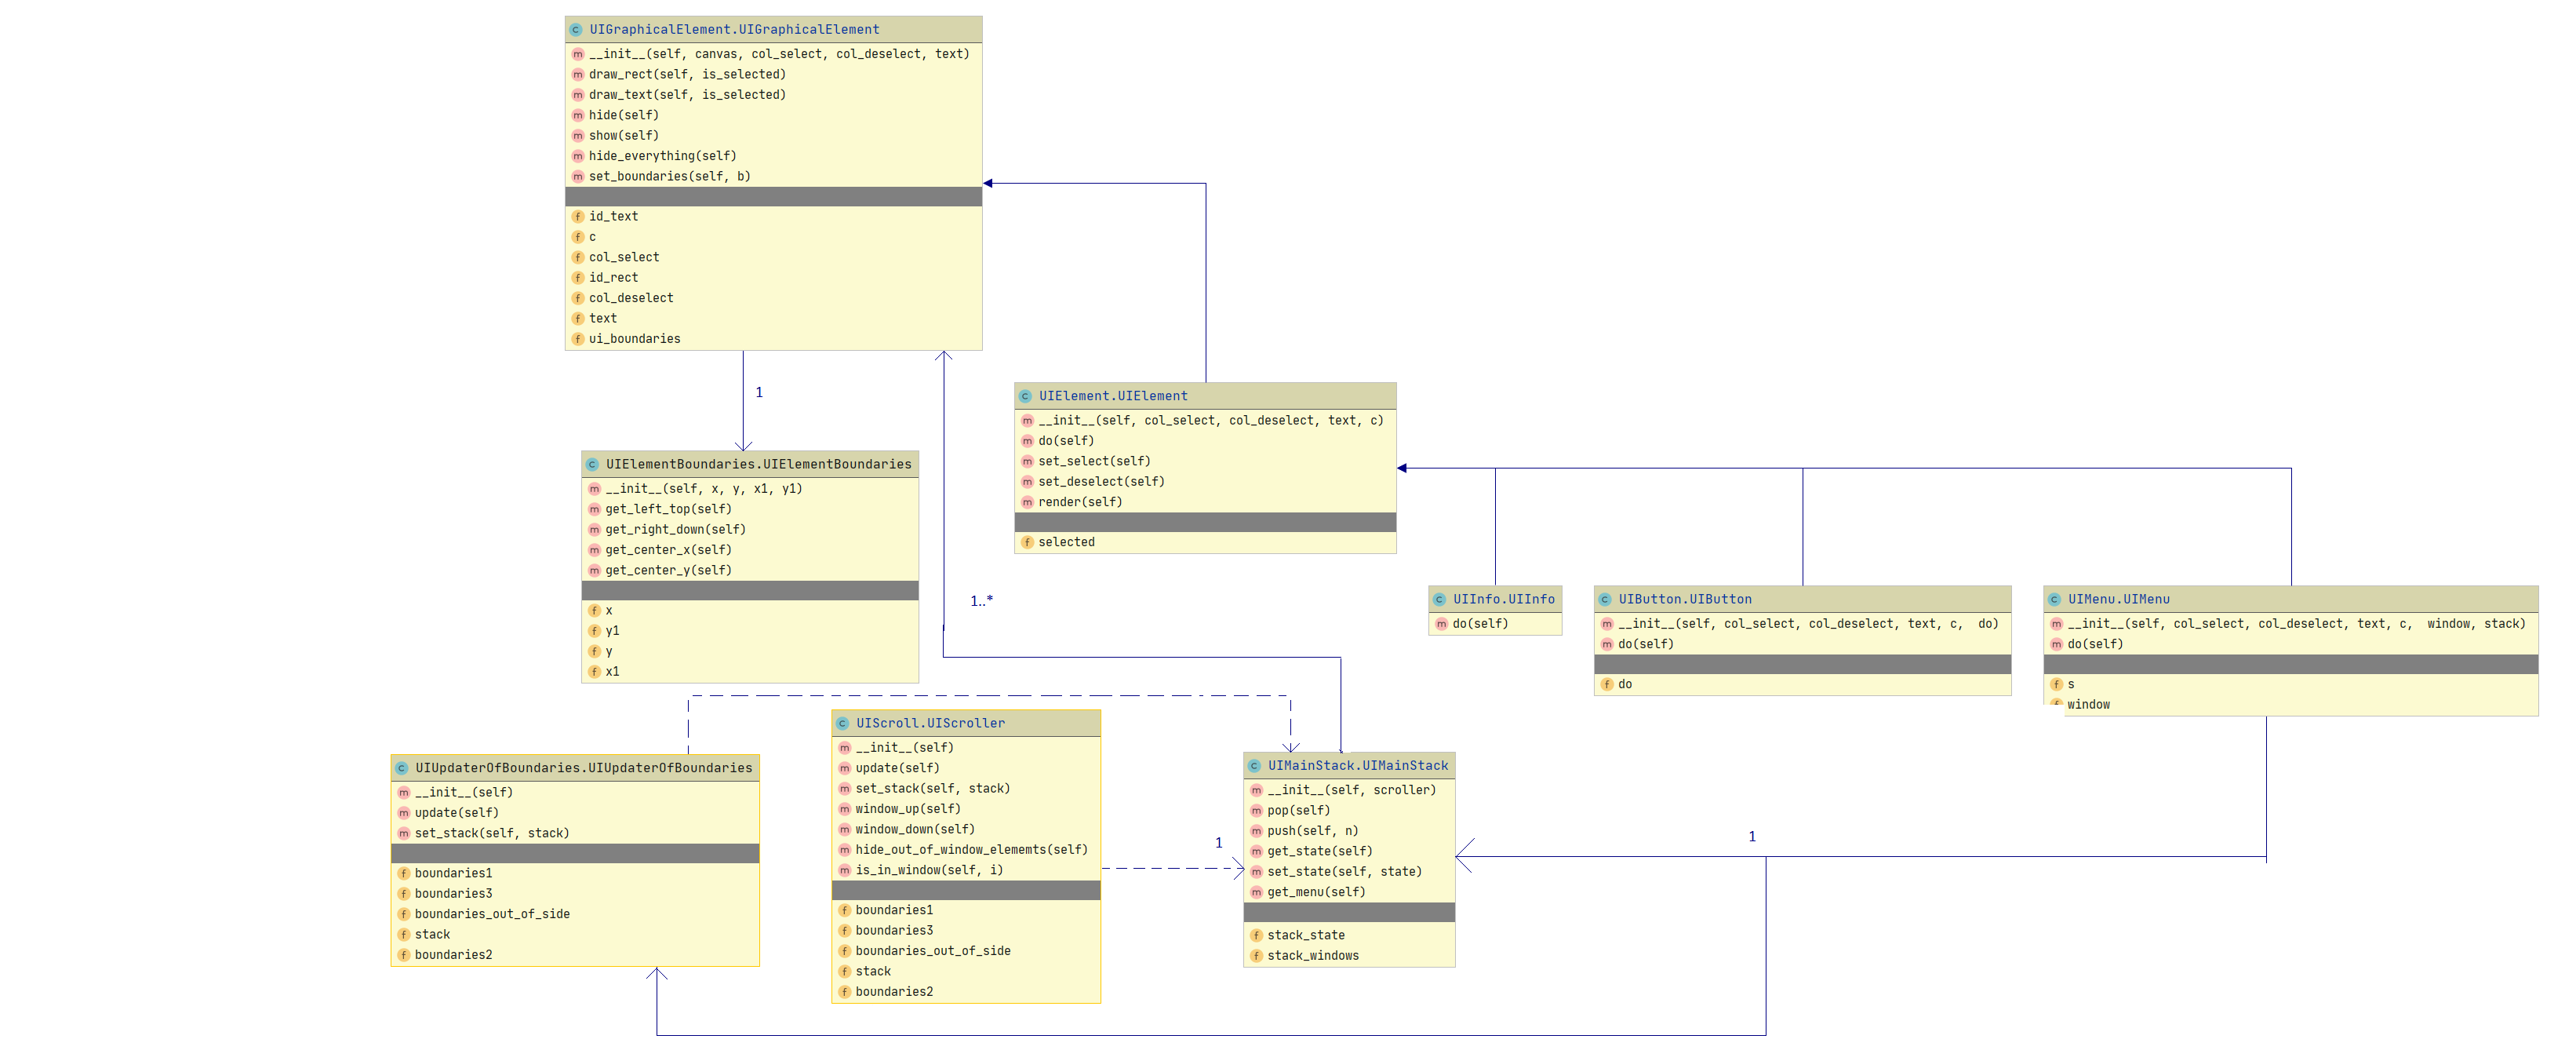 UIGraphicalElement.UIGraphicalElement
__init__(self, canvas, col_select, col_deselect, text)
draw_rect(self, is_selected)
draw_text(self, is_selected)
hide(self)
show(self)
hide_everything(self)
set_boundaries(self, b)
id_text
c
col_select
id_rect
col_deselect
text
ui_boundaries
1
UIElement.UIElement
__init__(self, col_select, col_deselect, text, c)
do(self)
set_select(self)
set_deselect(self)
render(self)
selected
UIElementBoundaries.UIElementBoundaries
__init__(self, x, y, x1, y1)
get_left_top(self)
get_right_down(self)
get_center_x(self)
get_center_y(self)
x
y1
y
x1
1..*
UIInfo.UIInfo
do(self)
UIButton.UIButton
__init__(self, col_select, col_deselect, text, c,  do)
do(self)
do
UIMenu.UIMenu
__init__(self, col_select, col_deselect, text, c,  window, stack)
do(self)
s
window
UIUpdaterOfBoundaries.UIUpdaterOfBoundaries
__init__(self)
update(self)
set_stack(self, stack)
boundaries1
boundries3
boundaries_out_of_side
stack
boundaries2
UIScroll.UIScroller
__init__(self)
update(self)
set_stack(self, stack)
window_up(self)
window_down(self)
hide_out_of_window_elememts(self)
is_in_window(self, i)
boundaries1
boundries3
boundaries_out_of_side
stack
boundaries2
1
UIMainStack.UIMainStack
__init__(self, scroller)
pop(self)
push(self, n)
get_state(self)
set_state(self, state)
get_menu(self)
stack_state
stack_windows
1